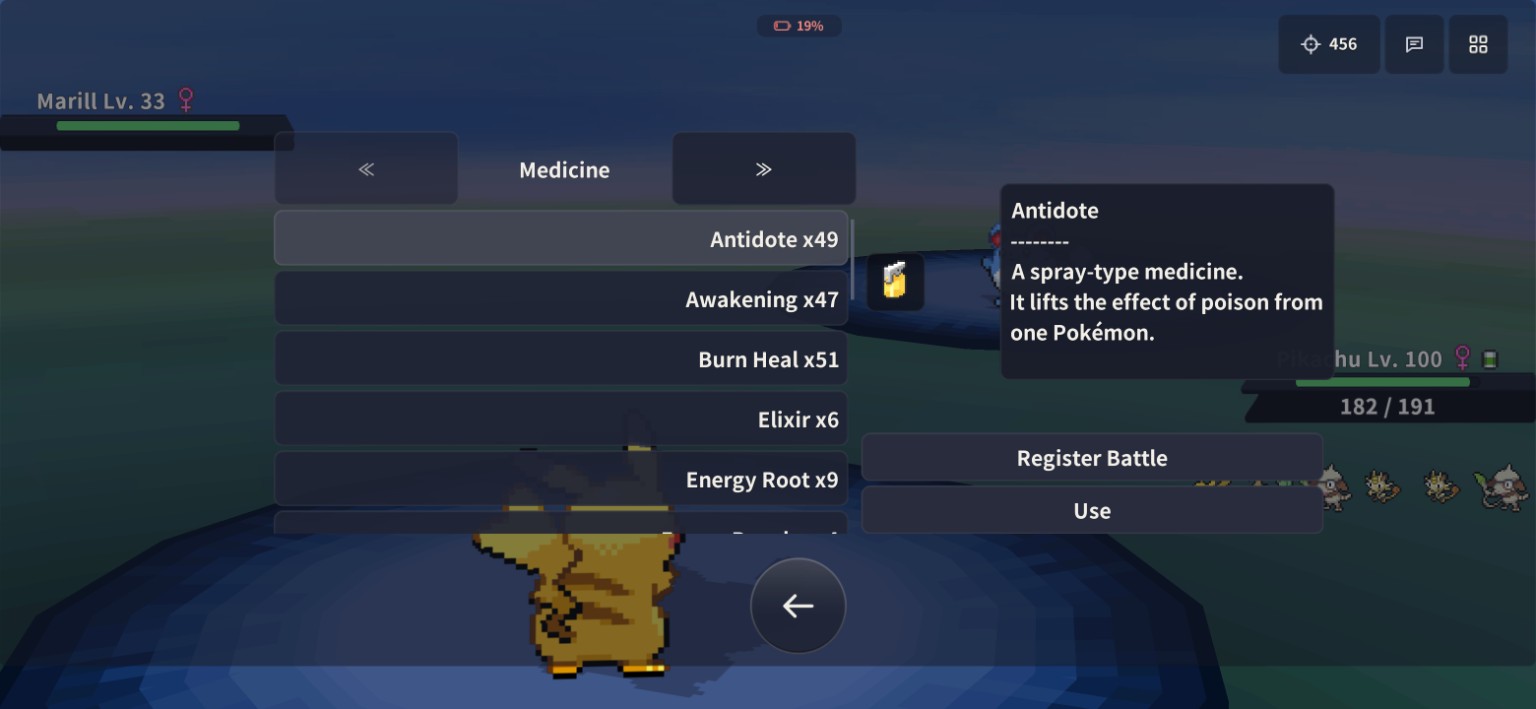 19%
456
Marill Lv. 33 ♀
Medicine
Antidote x49
Awakening x47
Burn Heal x51
Elixir x6
Energy Root x9
Antidote
--------
A spray-type medicine.
It lifts the effect of poison from
one Pokémon.
Pikachu Lv. 100 ♀
182 / 191
Register Battle
Use